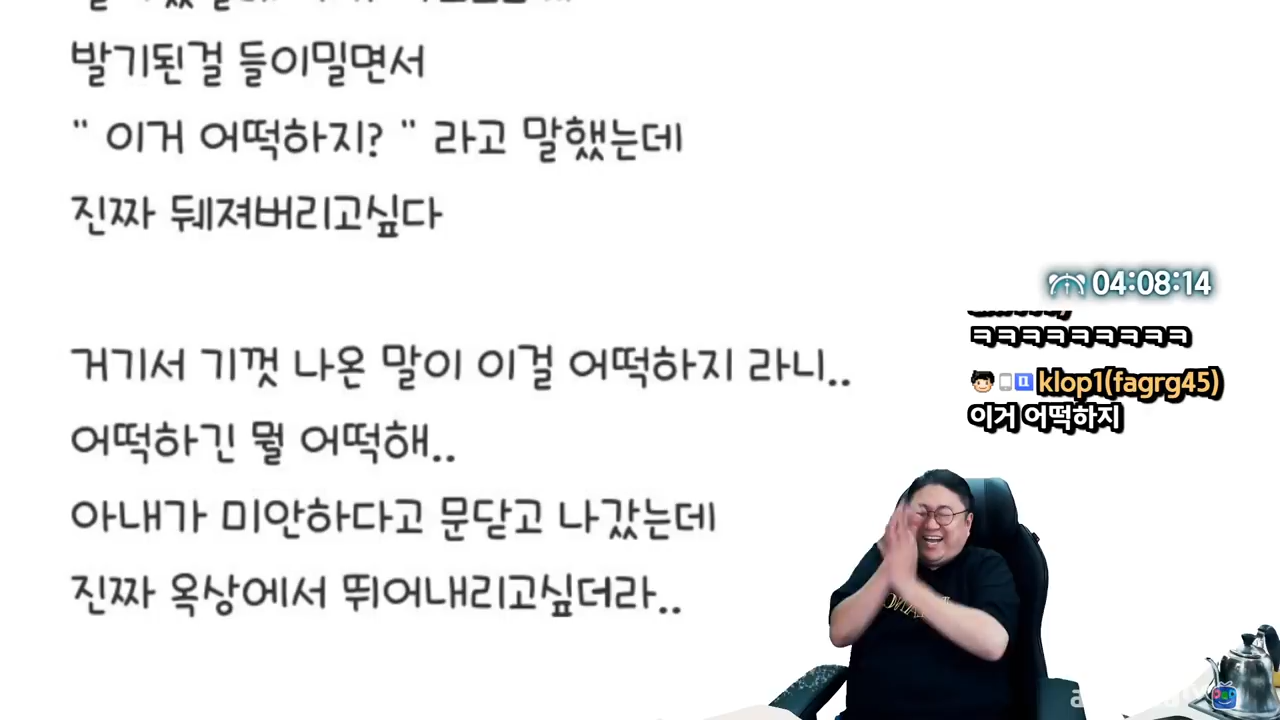 발기된걸 들이밀면서
" 이거 어떡하지? " 라고 말했는데
진짜 뒈져버리고싶다
거기서 기껏 나온 말이 이걸 어떡하지 라니..
어떡하긴 뭘 어떡해..
아내가 미안하다고 문닫고 나갔는데
진짜 옥상에서 뛰어내리고싶더라..
04:08:14
ㅋㅋㅋㅋㅋㅋㅋㅋㅋ
klop1(fagrg45)
이거 어떡하지